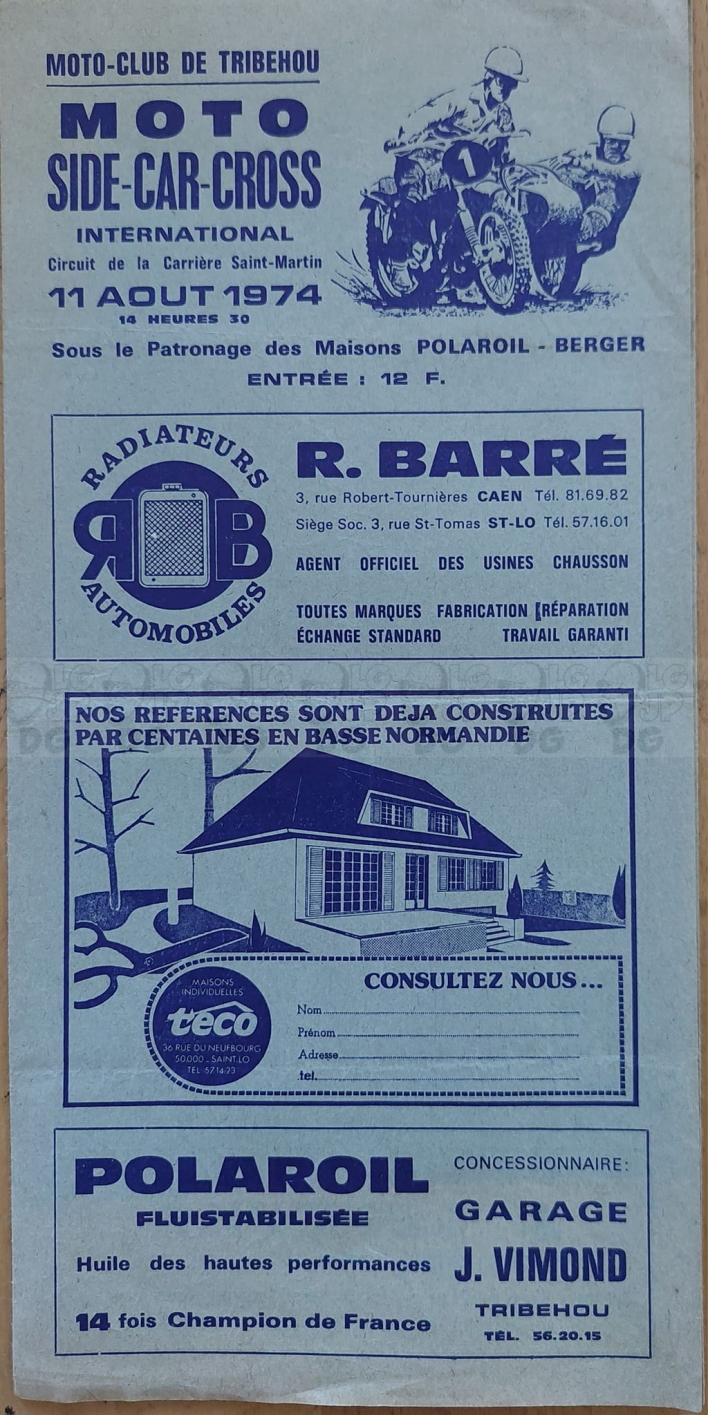 MOTO-CLUB DE TRIBEHOU
MOTO
SIDE-CAR-CROSS
INTERNATIONAL
Circuit de la Carrière Saint-Martin
11 AOUT 1974
14 HEURES 30
1
Sous le Patronage des Maisons POLAROIL - BERGER
ENTRÉE : 12 F.
RADIATEURS
RB
AUTOMOBILES
R. BARRÉ
3, rue Robert-Tournières CAEN Tél. 81.69.82
Siège Soc. 3, rue St-Tomas ST-LO Tél. 57.16.01
AGENT OFFICIEL DES USINES CHAUSSON
TOUTES MARQUES FABRICATION [RÉPARATION
ÉCHANGE STANDARD TRAVAIL GARANTI
NOS REFERENCES SONT DEJA CONSTRUITES
PAR CENTAINES EN BASSE NORMANDIE
MAISONS
INDIVIDUELLES
téco
36 RUE DU NEUFBOURG
50.000 - SAINT.LO
TEL 57.14.23
CONSULTEZ NOUS...
Nom
Prénom
Adresse
tel.
POLAROIL
FLUISTABILISÉE
Huile des hautes performances
14 fois Champion de France
CONCESSIONNAIRE:
GARAGE
J. VIMOND
TRIBEHOU
TÉL. 56.20.15